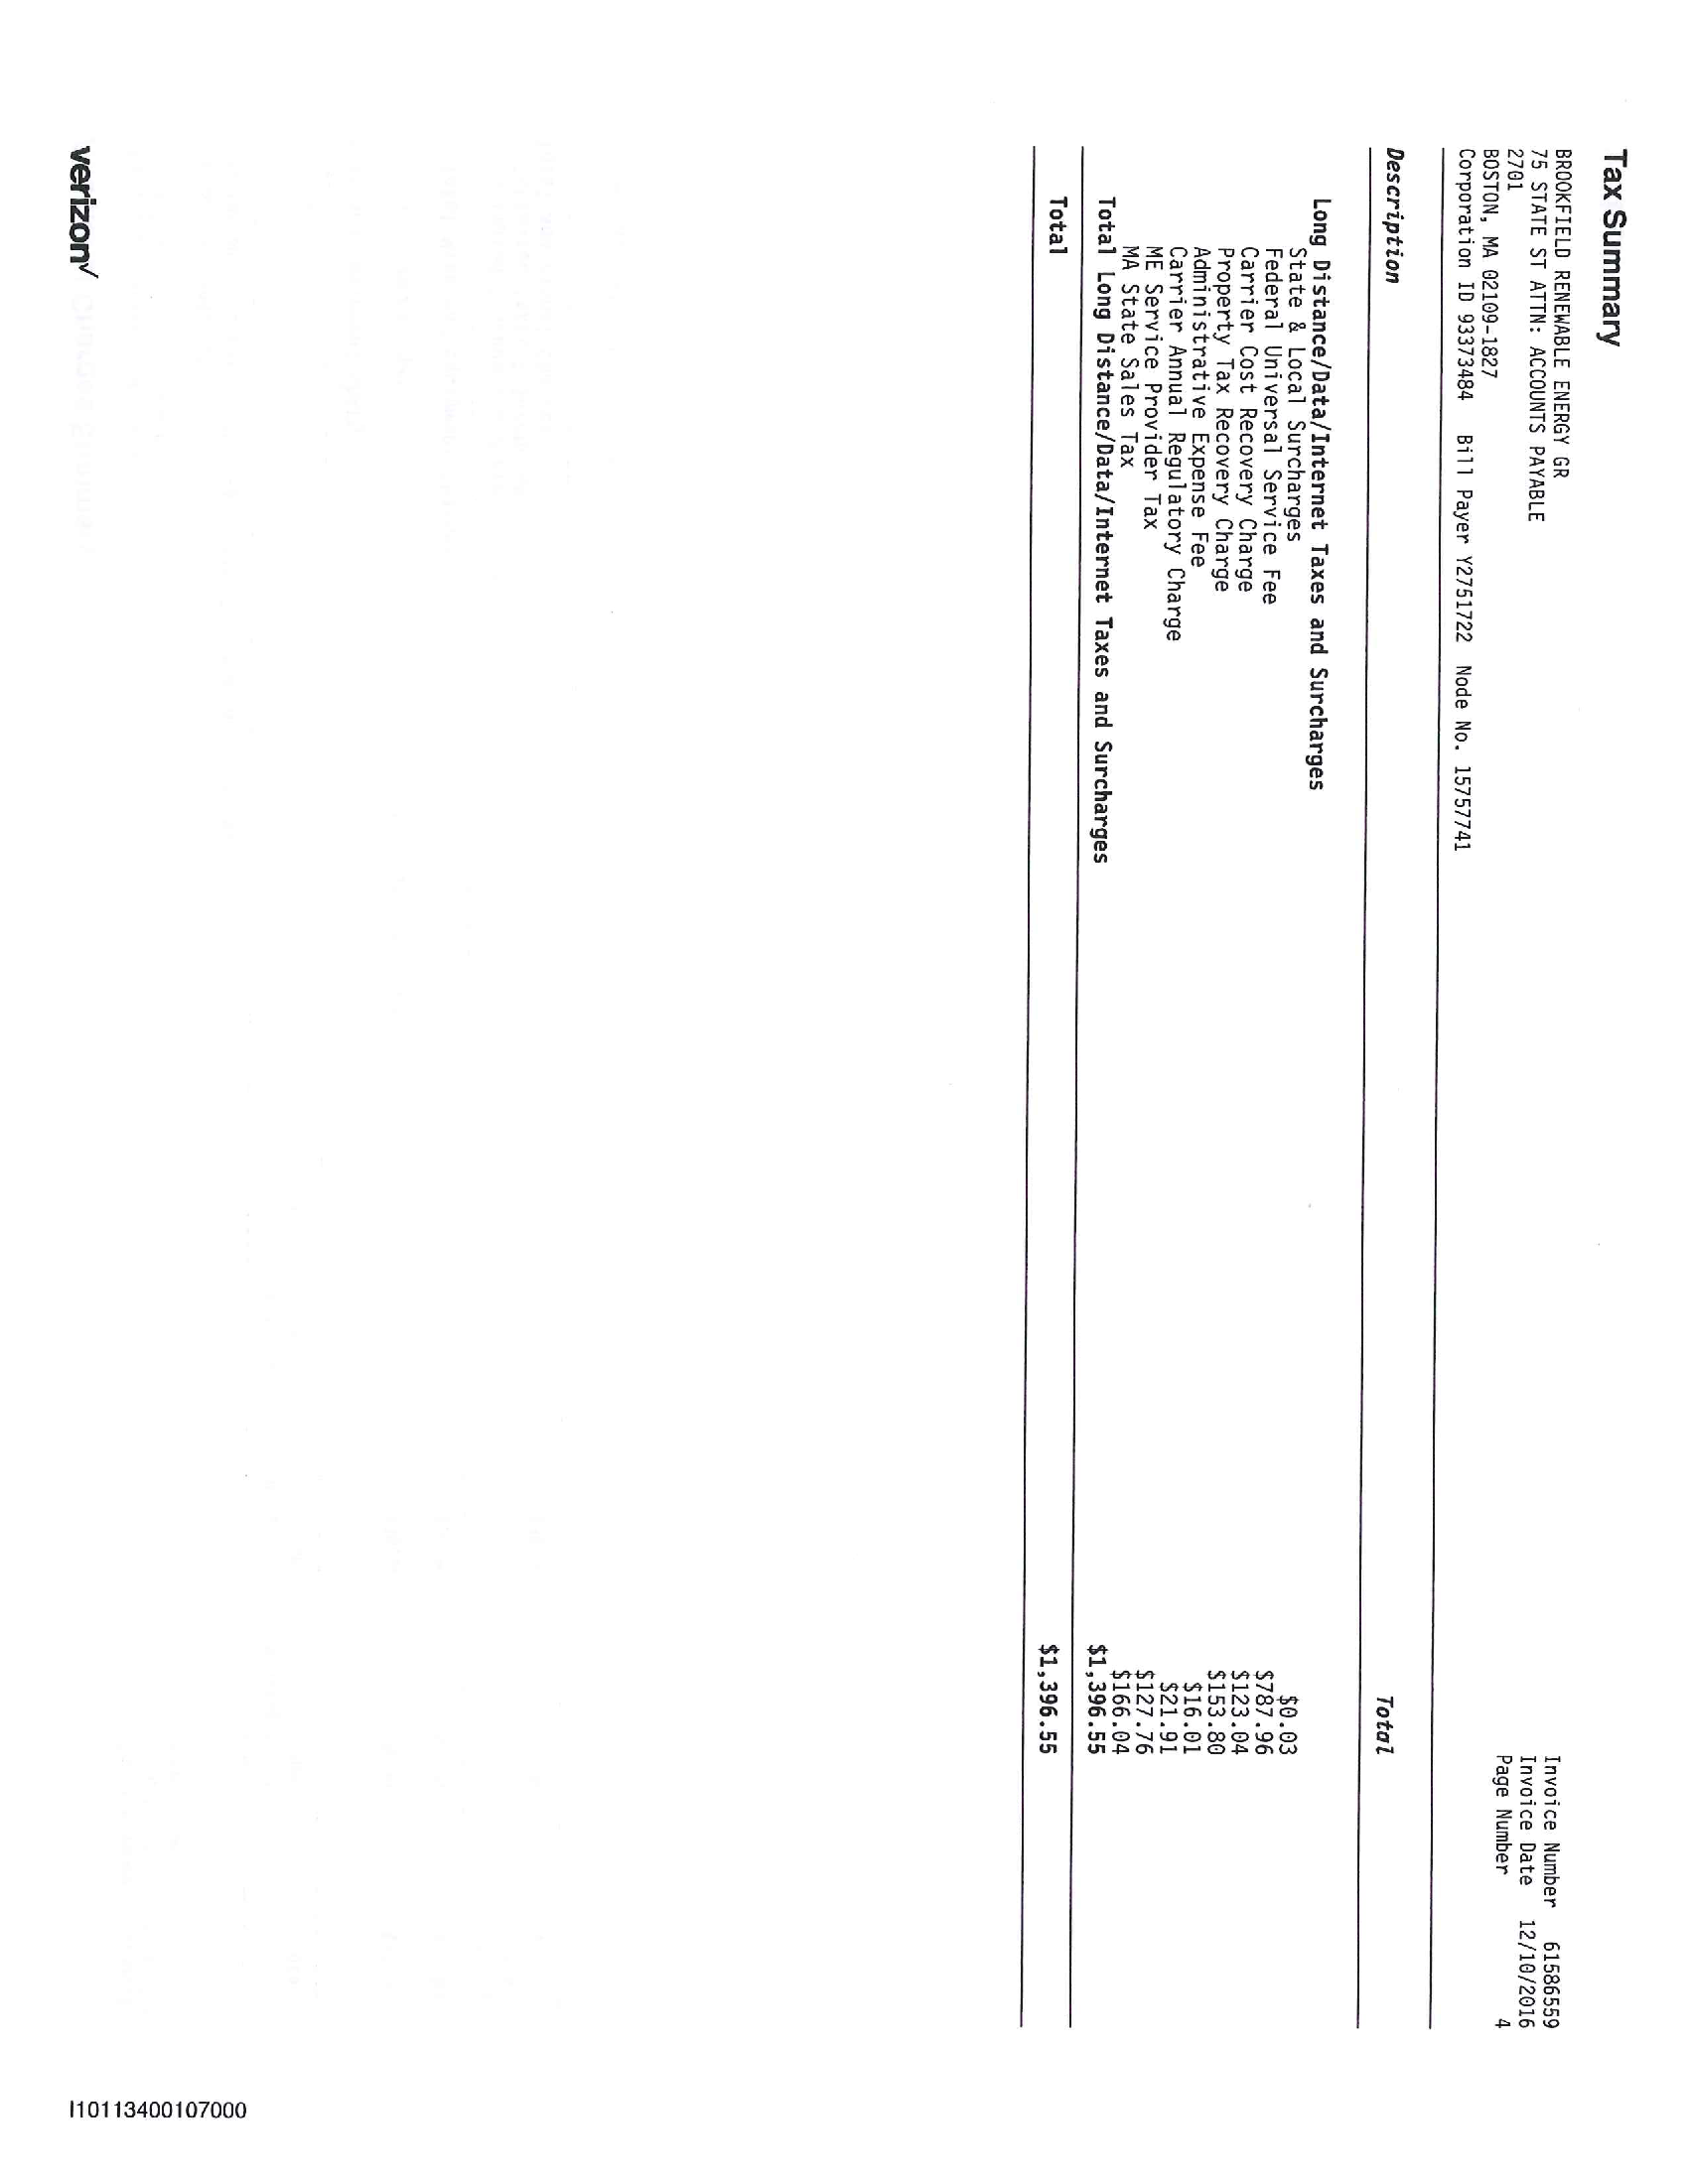 Tax Summary
BROOKFIELD RENEWABLE ENERGY GR
75 STATE ST ATTN: ACCOUNTS PAYABLE
2701
BOSTON, MA 02109-1827
Corporation ID 93373484 Bill Payer Y2751722 Node No. 15757741
Invoice Number 61586559
Invoice Date 12/10/2016
Page Number 4
Description Total
Long Distance/Data/Internet Taxes and Surcharges
State & Local Surcharges $0.03
Federal Universal Service Fee $787.96
Carrier Cost Recovery Charge $123.04
Property Tax Recovery Charge $153.80
Administrative Expense Fee $16.01
Carrier Annual Regulatory Charge $21.91
ME Service Provider Tax $127.76
MA State Sales Tax $166.04
Total Long Distance/Data/Internet Taxes and Surcharges $1,396.55
Total $1,396.55
verizon✓
I10113400107000